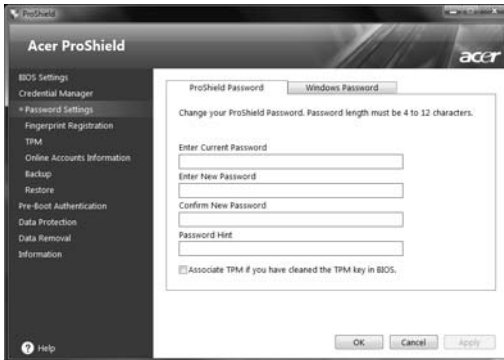 ProShield
Acer ProShield
acer
BIOS Settings
Credential Manager
Password Settings
Fingerprint Registration
TPM
Online Accounts Information
Backup
Restore
Pre-Boot Authentication
Data Protection
Data Removal
Information
Help
ProShield Password
Windows Password
Change your ProShield Password. Password length must be 4 to 12 characters.
Enter Current Password
Enter New Password
Confirm New Password
Password Hint
Associate TPM if you have cleaned the TPM key in BIOS.
OK
Cancel
Apply